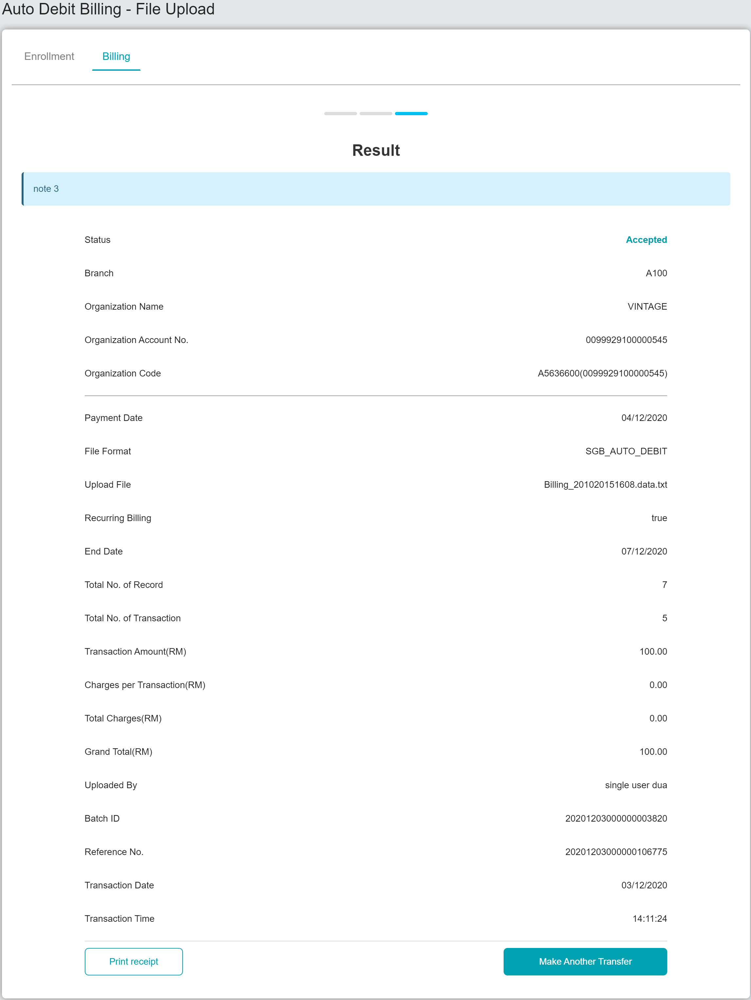 Auto Debit Billing - File Upload
Enrollment Billing
Result
note 3
Status Accepted
Branch A100
Organization Name VINTAGE
Organization Account No. 0099929100000545
Organization Code A5636600(0099929100000545)
Payment Date 04/12/2020
File Format SGB_AUTO_DEBIT
Upload File Billing_201020151608.data.txt
Recurring Billing true
End Date 07/12/2020
Total No. of Record 7
Total No. of Transaction 5
Transaction Amount(RM) 100.00
Charges per Transaction(RM) 0.00
Total Charges(RM) 0.00
Grand Total(RM) 100.00
Uploaded By single user dua
Batch ID 20201203000000003820
Reference No. 20201203000000106775
Transaction Date 03/12/2020
Transaction Time 14:11:24
Print receipt Make Another Transfer